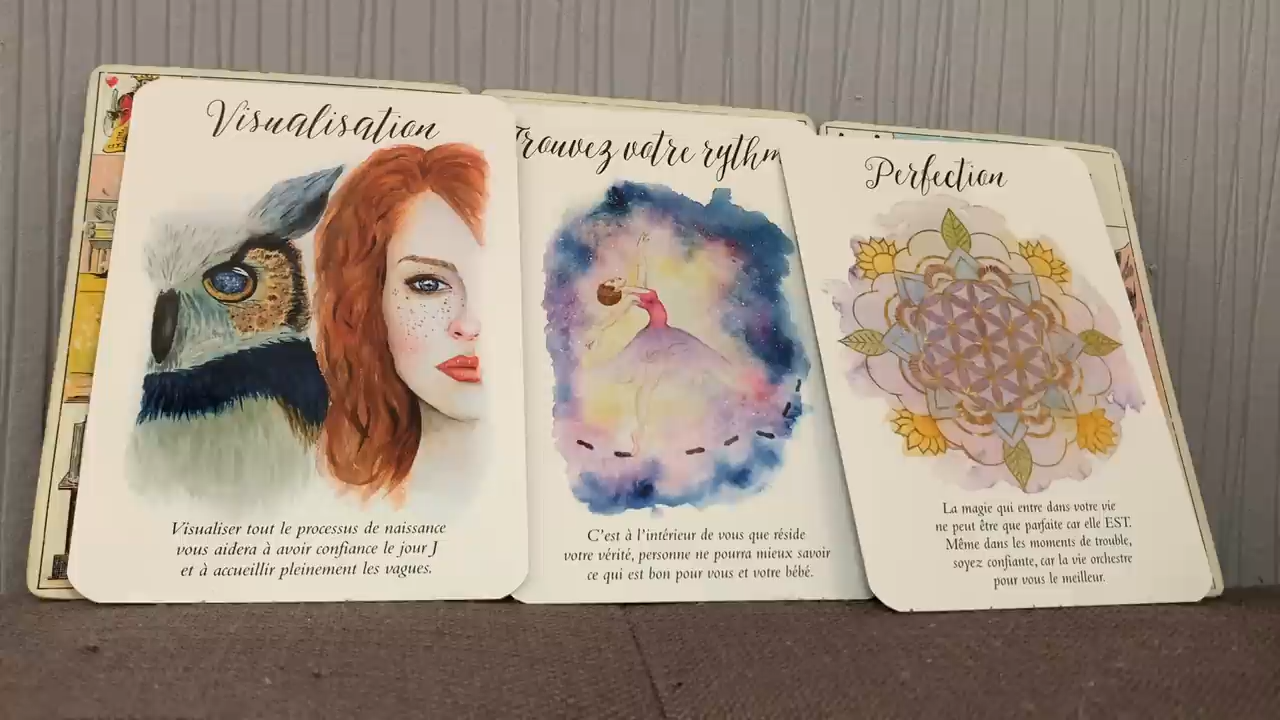 Visualisation
Visualiser tout le processus de naissance
vous aidera à avoir confiance le jour J
et à accueillir pleinement les vagues.
Trouvez votre rythm
C'est à l'intérieur de vous que réside
votre vérité, personne ne pourra mieux savoir
ce qui est bon pour vous et votre bébé.
Perfection
La magie qui entre dans votre vie
ne peut être que parfaite car elle EST.
Même dans les moments de trouble,
soyez confiante, car la vie orchestre
pour vous le meilleur.